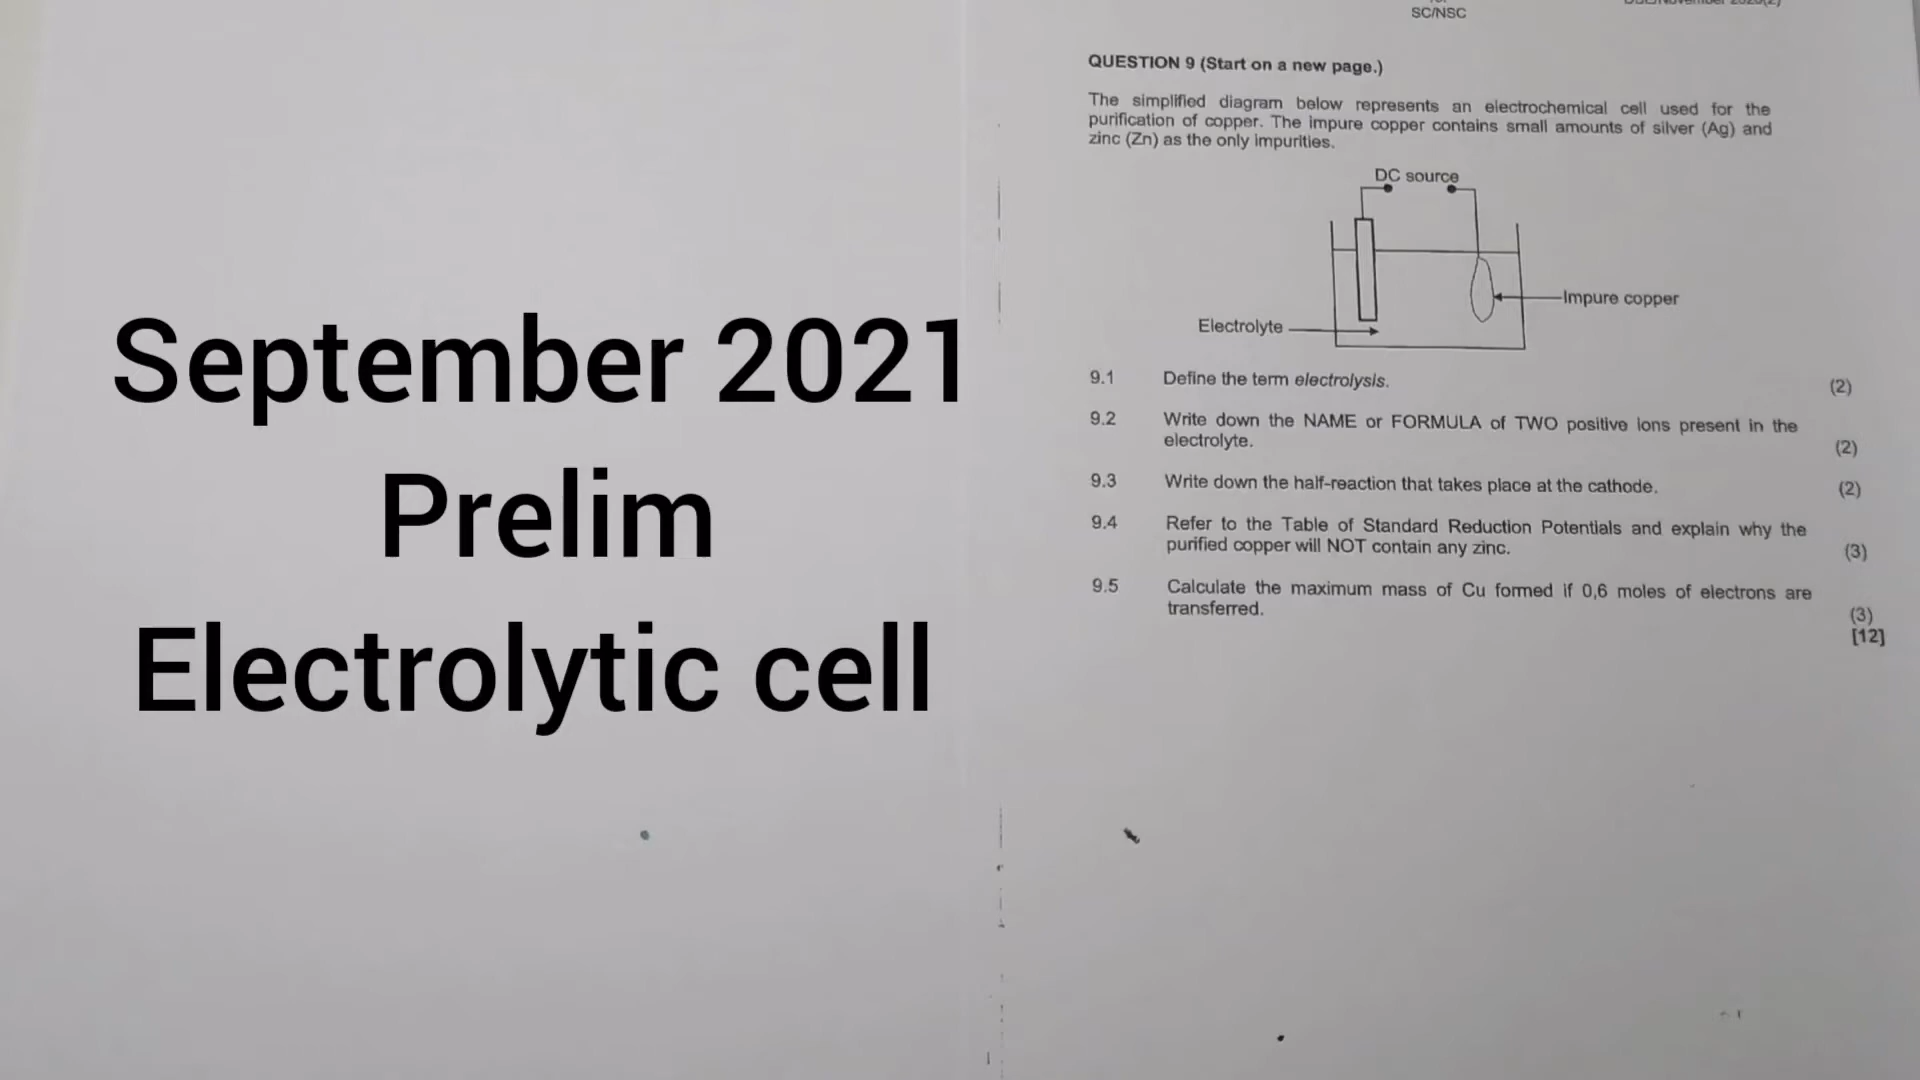 September 2021
Prelim
Electrolytic cell
SC/NSC
QUESTION 9 (Start on a new page.)
The simplified diagram below represents an electrochemical cell used for the
purification of copper. The impure copper contains small amounts of silver (Ag) and
zinc (Zn) as the only impurities.
DC source
Impure copper
Electrolyte
9.1 Define the term electrolysis. (2)
9.2 Write down the NAME or FORMULA of TWO positive ions present in the
electrolyte. (2)
9.3 Write down the half-reaction that takes place at the cathode. (2)
9.4 Refer to the Table of Standard Reduction Potentials and explain why the
purified copper will NOT contain any zinc. (3)
9.5 Calculate the maximum mass of Cu formed if 0,6 moles of electrons are
transferred. (3)
[12]